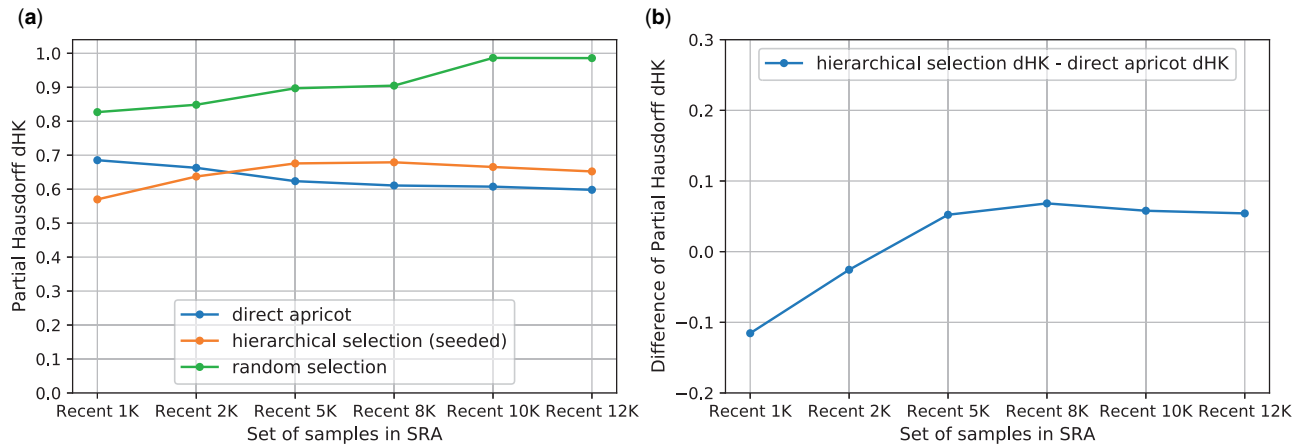 (a)
Partial Hausdorff dHK
1.0
0.9
0.8
0.7
0.6
0.5
0.4
0.3
0.2
0.1
0.0
direct apricot
hierarchical selection (seeded)
random selection
Recent 1K Recent 2K Recent 5K Recent 8K Recent 10K Recent 12K
Set of samples in SRA
(b)
Difference of Partial Hausdorff dHK
0.3
0.2
0.1
0.0
−0.1
−0.2
hierarchical selection dHK - direct apricot dHK
Recent 1K Recent 2K Recent 5K Recent 8K Recent 10K Recent 12K
Set of samples in SRA